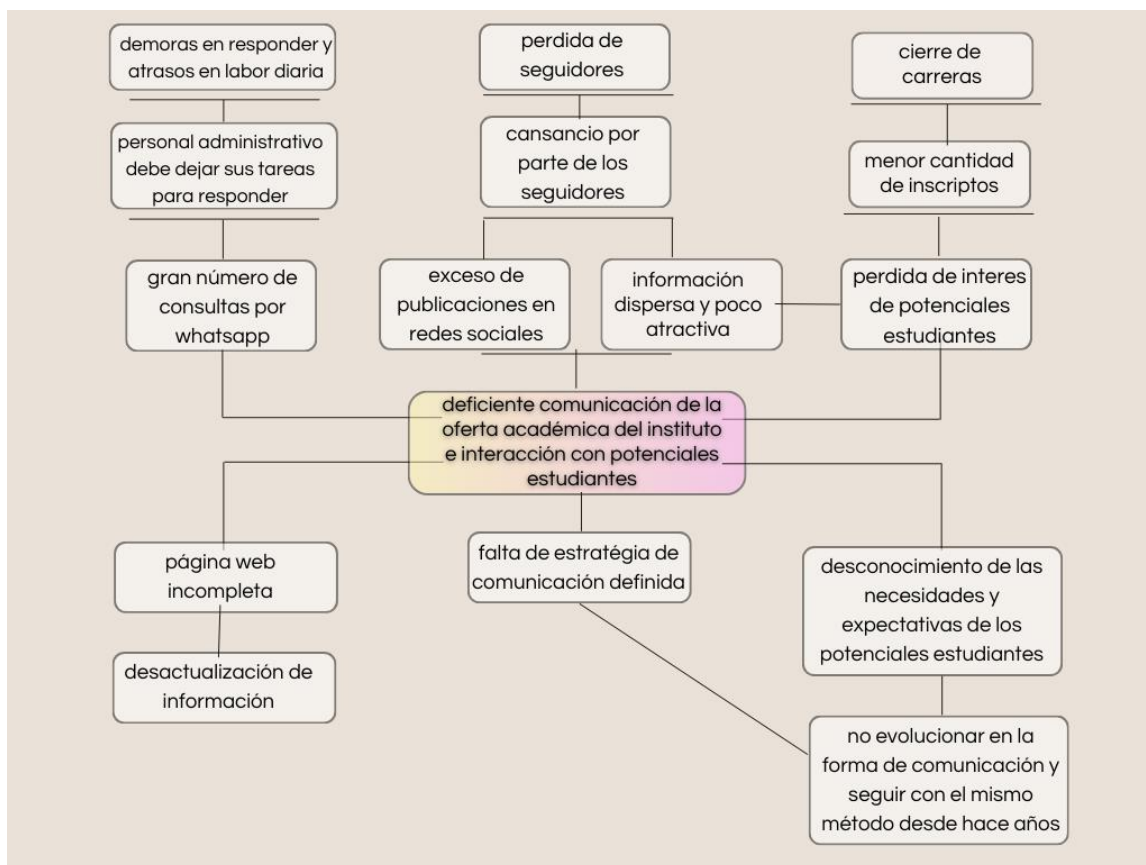 demoras en responder y
atrasos en labor diaria
perdida de
seguidores
cierre de
carreras
personal administrativo
debe dejar sus tareas
para responder
cansancio por
parte de los
seguidores
menor cantidad
de inscriptos
gran número de
consultas por
whatsapp
exceso de
publicaciones en
redes sociales
información
dispersa y poco
atractiva
perdida de interes
de potenciales
estudiantes
deficiente comunicación de la
oferta académica del instituto
e interacción con potenciales
estudiantes
página web
incompleta
falta de estratégia de
comunicación definida
desconocimiento de las
necesidades y
expectativas de los
potenciales estudiantes
desactualización de
información
no evolucionar en la
forma de comunicación y
seguir con el mismo
método desde hace años